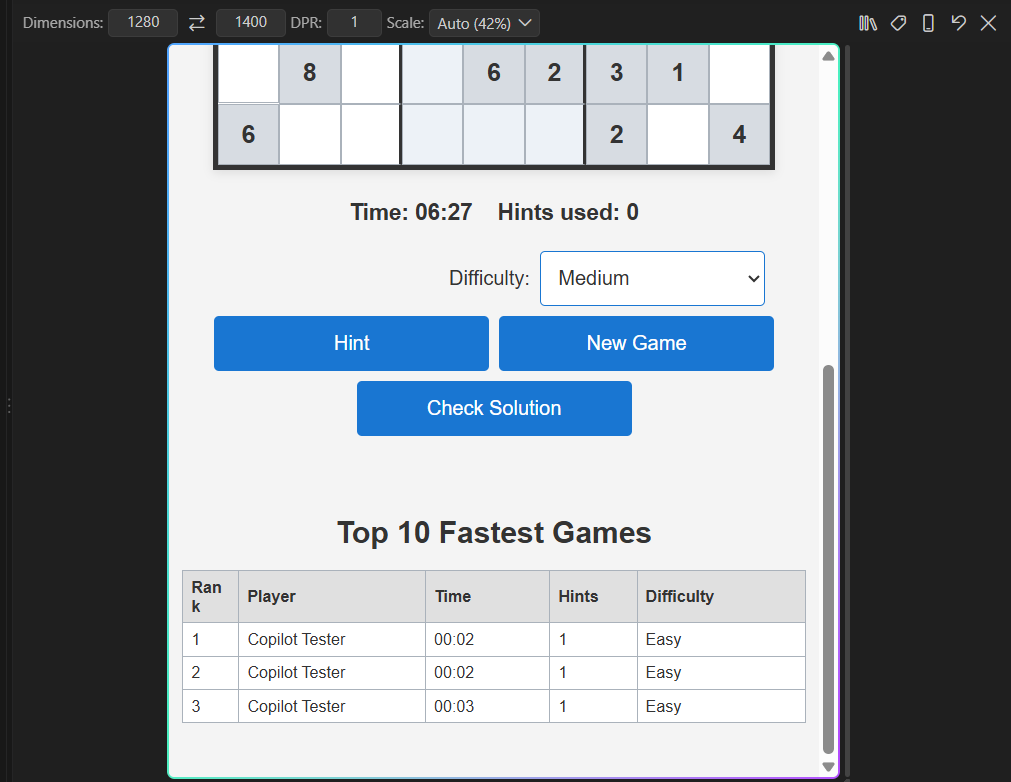 Dimensions: 1280 1400 DPR: 1 Scale: Auto (42%)
8 6 2 3 1
6 2 4
Time: 06:27 Hints used: 0
Difficulty: Medium
Hint New Game
Check Solution
Top 10 Fastest Games
Rank Player Time Hints Difficulty
1 Copilot Tester 00:02 1 Easy
2 Copilot Tester 00:02 1 Easy
3 Copilot Tester 00:03 1 Easy